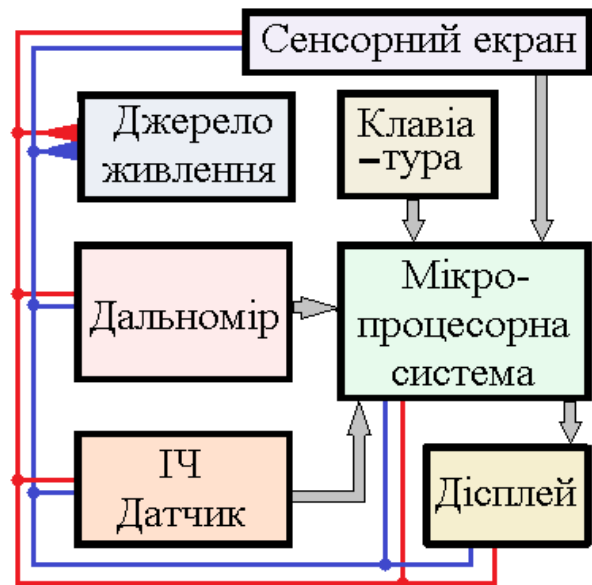 Сенсорний екран
Джерело
живлення
Клавіа
–тура
Дальномір
Мікро-
процесорна
система
ІЧ
Датчик
Дісплей